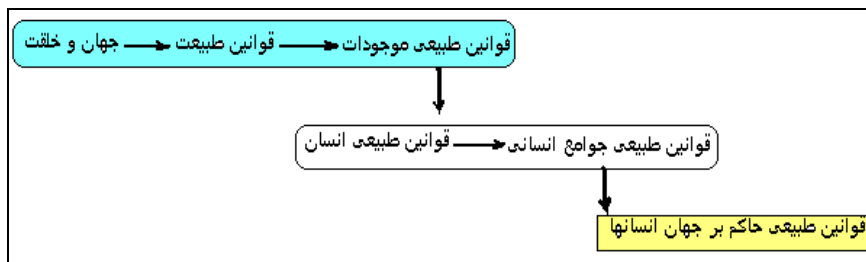 قوانین طبیعی موجودات قوانین طبیعت جهان و خلقت
قوانین طبیعی جوامع انسانی قوانین طبیعی انسان
قوانین طبیعی حاکم بر جهان انسانها